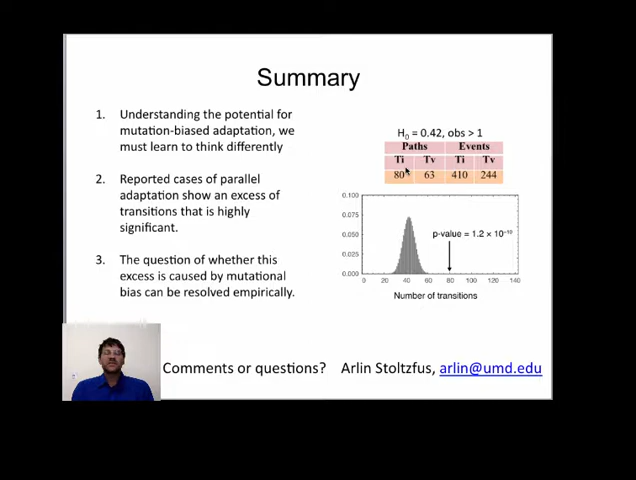 Summary
1. Understanding the potential for
mutation-biased adaptation, we
must learn to think differently
2. Reported cases of parallel
adaptation show an excess of
transitions that is highly
significant.
3. The question of whether this
excess is caused by mutational
bias can be resolved empirically.
H0 = 0.42, obs > 1
Paths Events
Ti Tv Ti Tv
80 63 410 244
0.100
0.075
0.050
0.025
0.000
p-value = 1.2 × 10⁻¹⁰
0 20 40 60 80 100 120 140
Number of transitions
Comments or questions? Arlin Stoltzfus, arlin@umd.edu